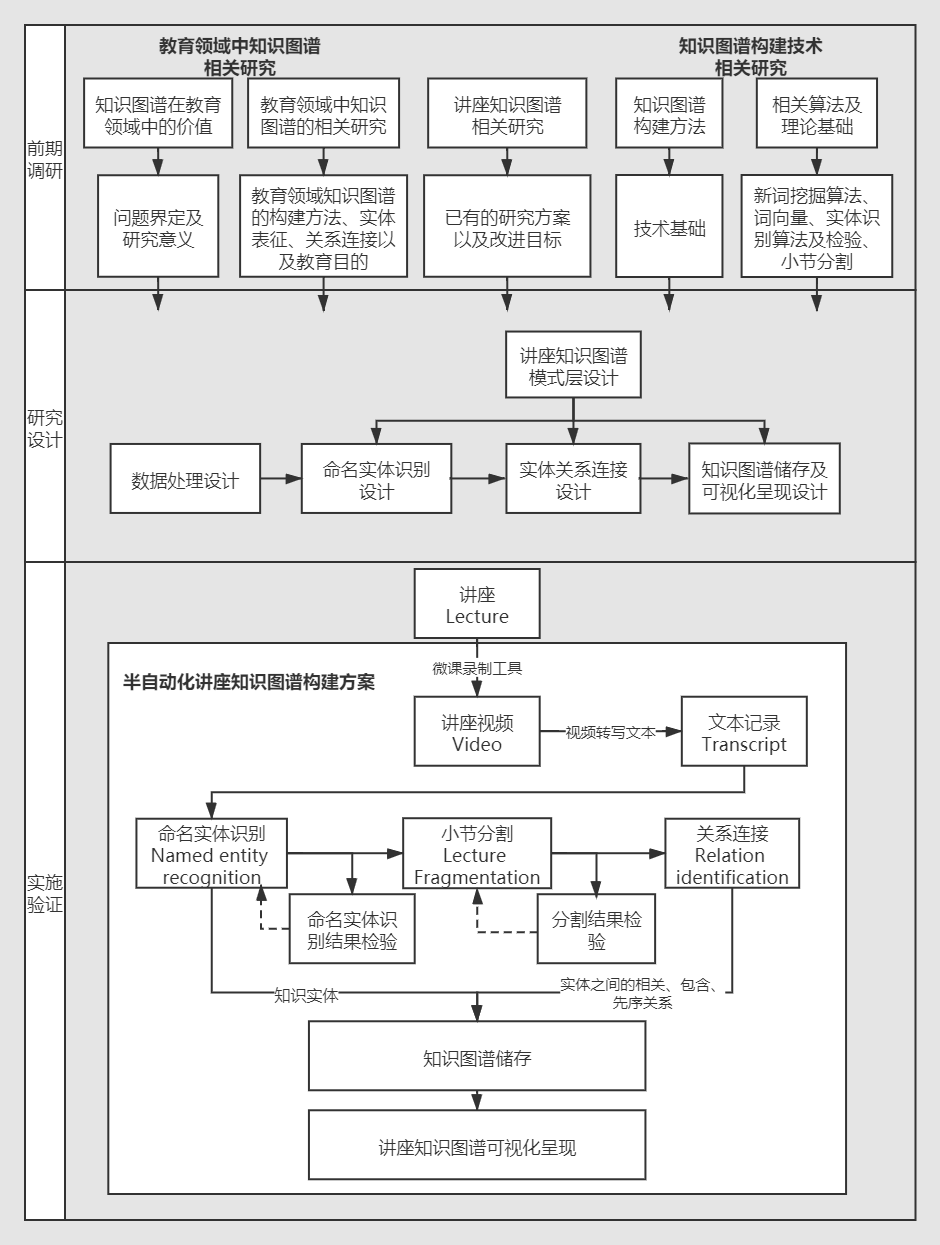 教育领域中知识图谱
相关研究
知识图谱构建技术
相关研究
前期
调研
知识图谱在教育
领域中的价值
教育领域中知识
图谱的相关研究
讲座知识图谱
相关研究
知识图谱
构建方法
相关算法及
理论基础
问题界定及
研究意义
教育领域知识图谱
的构建方法、实体
表征、关系连接以
及教育目的
已有的研究方案
以及改进目标
技术基础
新词挖掘算法、
词向量、实体识
别算法及检验、
小节分割
研究
设计
讲座知识图谱
模式层设计
数据处理设计
命名实体识别
设计
实体关系连接
设计
知识图谱储存及
可视化呈现设计
实施
验证
讲座
Lecture
微课录制工具
半自动化讲座知识图谱构建方案
讲座视频
Video
视频转写文本
文本记录
Transcript
命名实体识别
Named entity
recognition
小节分割
Lecture
Fragmentation
关系连接
Relation
identification
命名实体识
别结果检验
分割结果检
验
知识实体
实体之间的相关、包含、
先序关系
知识图谱储存
讲座知识图谱可视化呈现